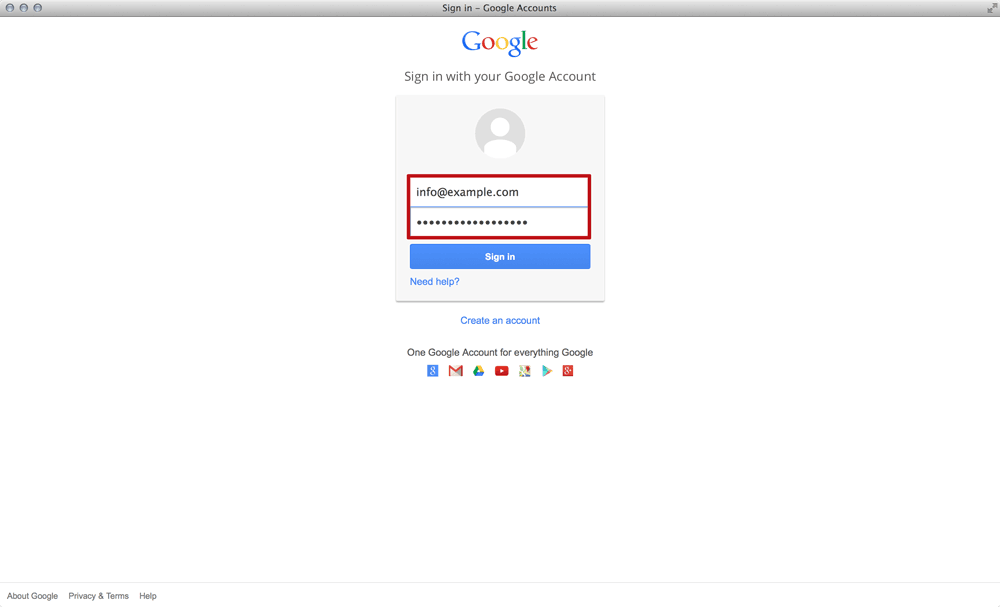 Sign in – Google Accounts
Google
Sign in with your Google Account
info@example.com
••••••••••••••••••
Sign in
Need help?
Create an account
One Google Account for everything Google
About Google Privacy & Terms Help